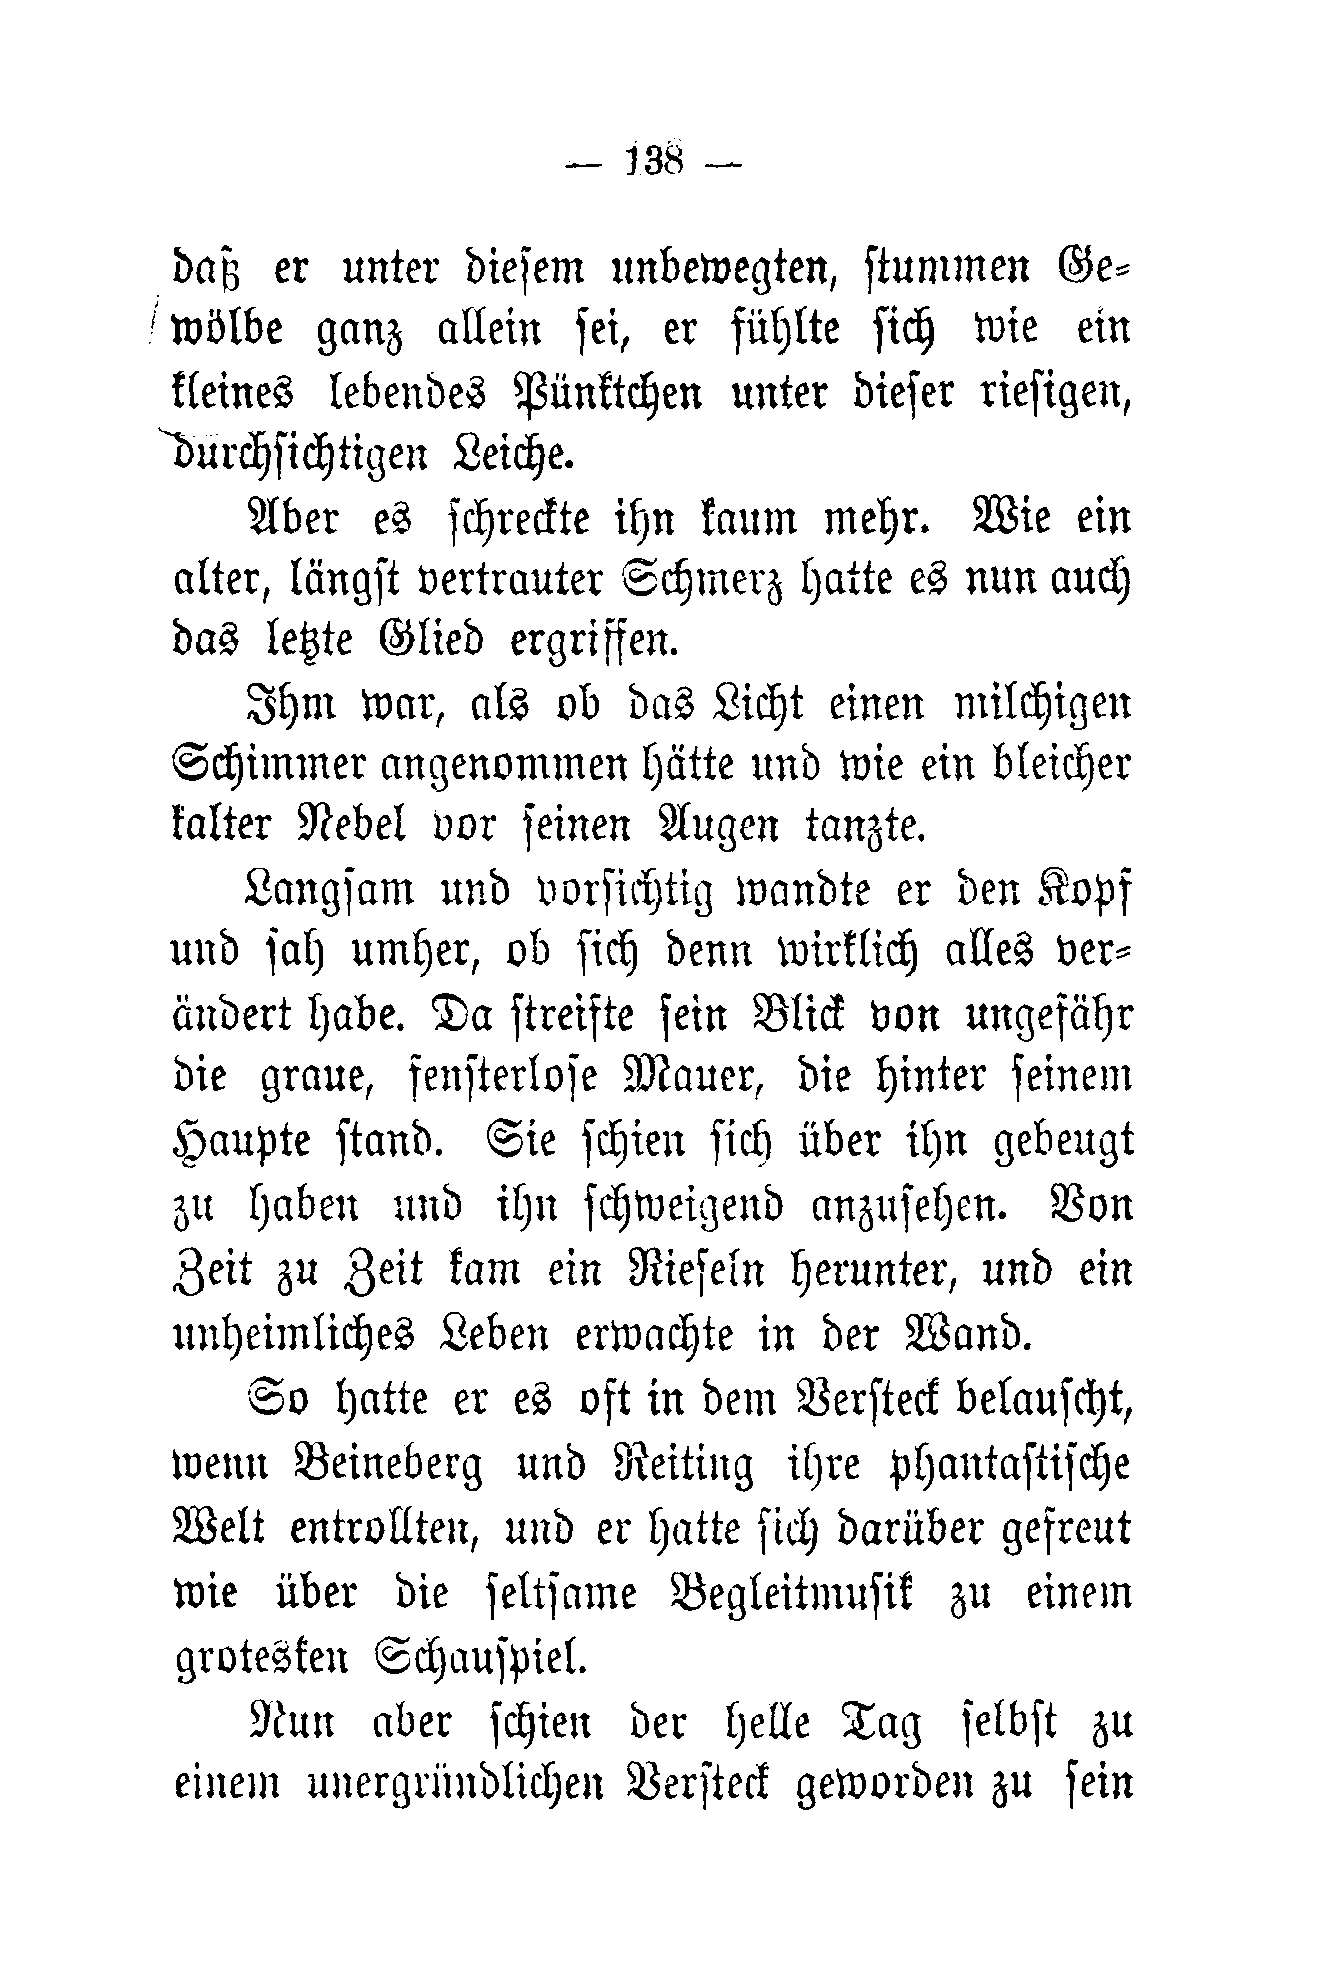 — 138 —
daß er unter dieſem unbewegten, ſtummen Ge⸗
wölbe ganz allein ſei, er fühlte ſich wie ein
kleines lebendes Pünktchen unter dieſer rieſigen,
durchſichtigen Leiche.
Aber es ſchreckte ihn kaum mehr. Wie ein
alter, längſt vertrauter Schmerz hatte es nun auch
das letzte Glied ergriffen.
Ihm war, als ob das Licht einen milchigen
Schimmer angenommen hätte und wie ein bleicher
kalter Nebel vor ſeinen Augen tanzte.
Langſam und vorſichtig wandte er den Kopf
und ſah umher, ob ſich denn wirklich alles ver⸗
ändert habe. Da ſtreifte ſein Blick von ungefähr
die graue, fenſterloſe Mauer, die hinter ſeinem
Haupte ſtand. Sie ſchien ſich über ihn gebeugt
zu haben und ihn ſchweigend anzuſehen. Von
Zeit zu Zeit kam ein Rieſeln herunter, und ein
unheimliches Leben erwachte in der Wand.
So hatte er es oft in dem Verſteck belauſcht,
wenn Beineberg und Reiting ihre phantaſtiſche
Welt entrollten, und er hatte ſich darüber gefreut
wie über die ſeltſame Begleitmuſik zu einem
grotesken Schauſpiel.
Nun aber ſchien der helle Tag ſelbſt zu
einem unergründlichen Verſteck geworden zu ſein